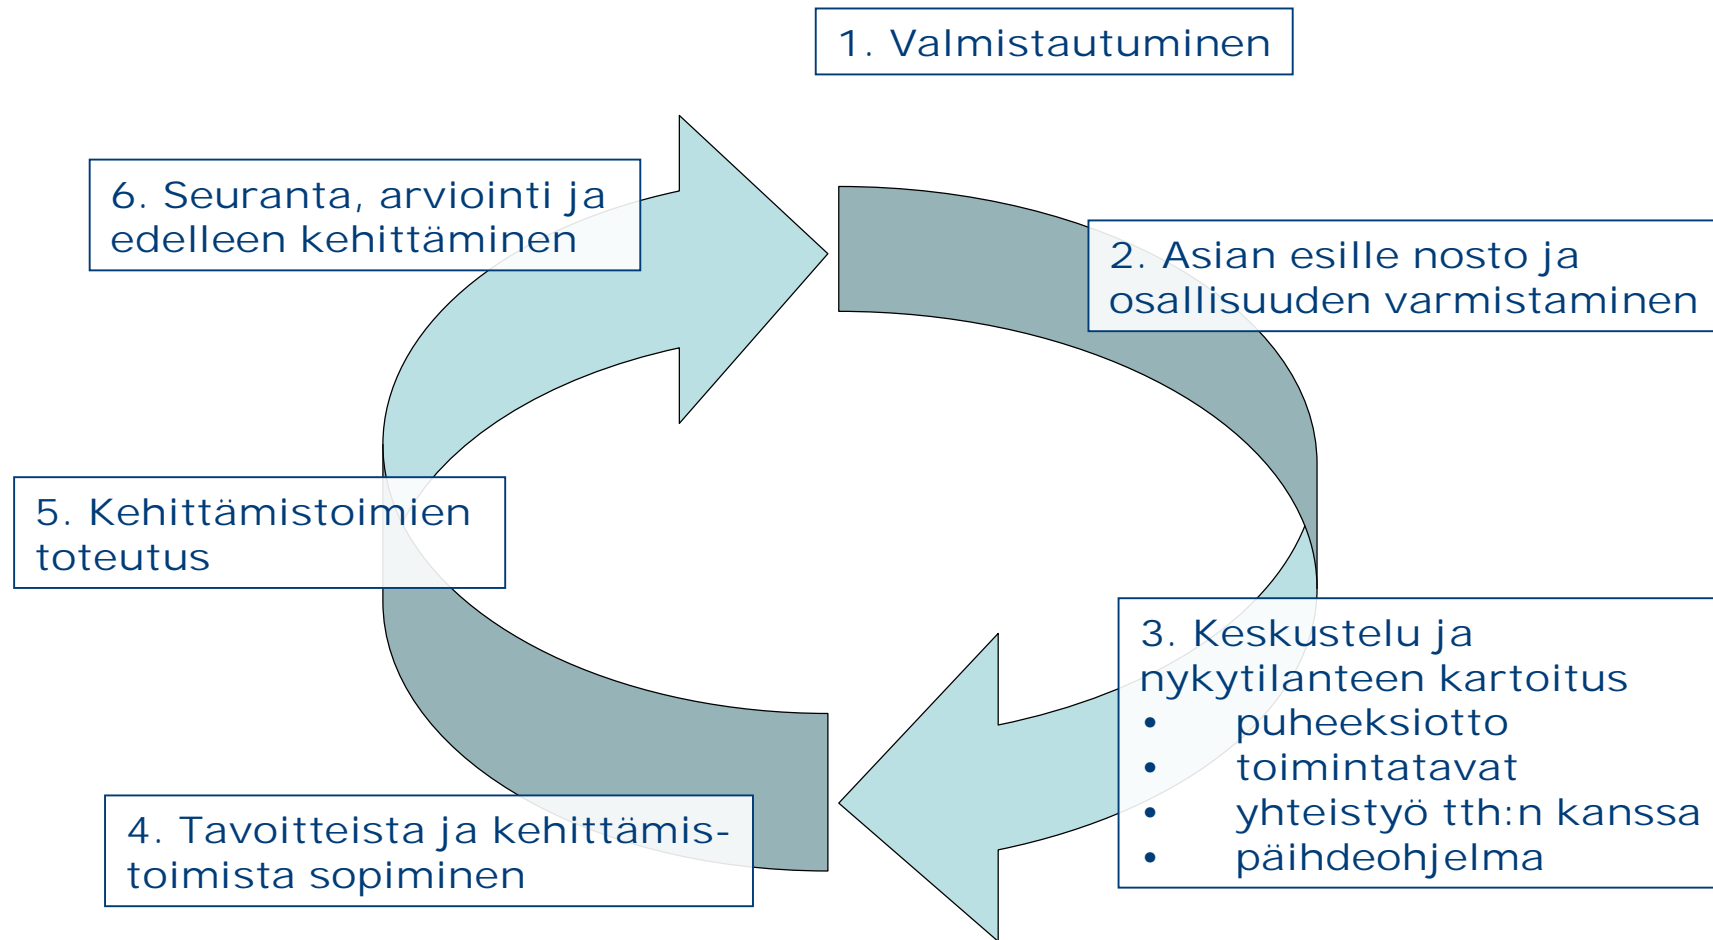 1. Valmistautuminen
2. Asian esille nosto ja
osallisuuden varmistaminen
3. Keskustelu ja
nykytilanteen kartoitus
• puheeksiotto
• toimintatavat
• yhteistyö tth:n kanssa
• päihdeohjelma
4. Tavoitteista ja kehittämis-
toimista sopiminen
5. Kehittämistoimien
toteutus
6. Seuranta, arviointi ja
edelleen kehittäminen